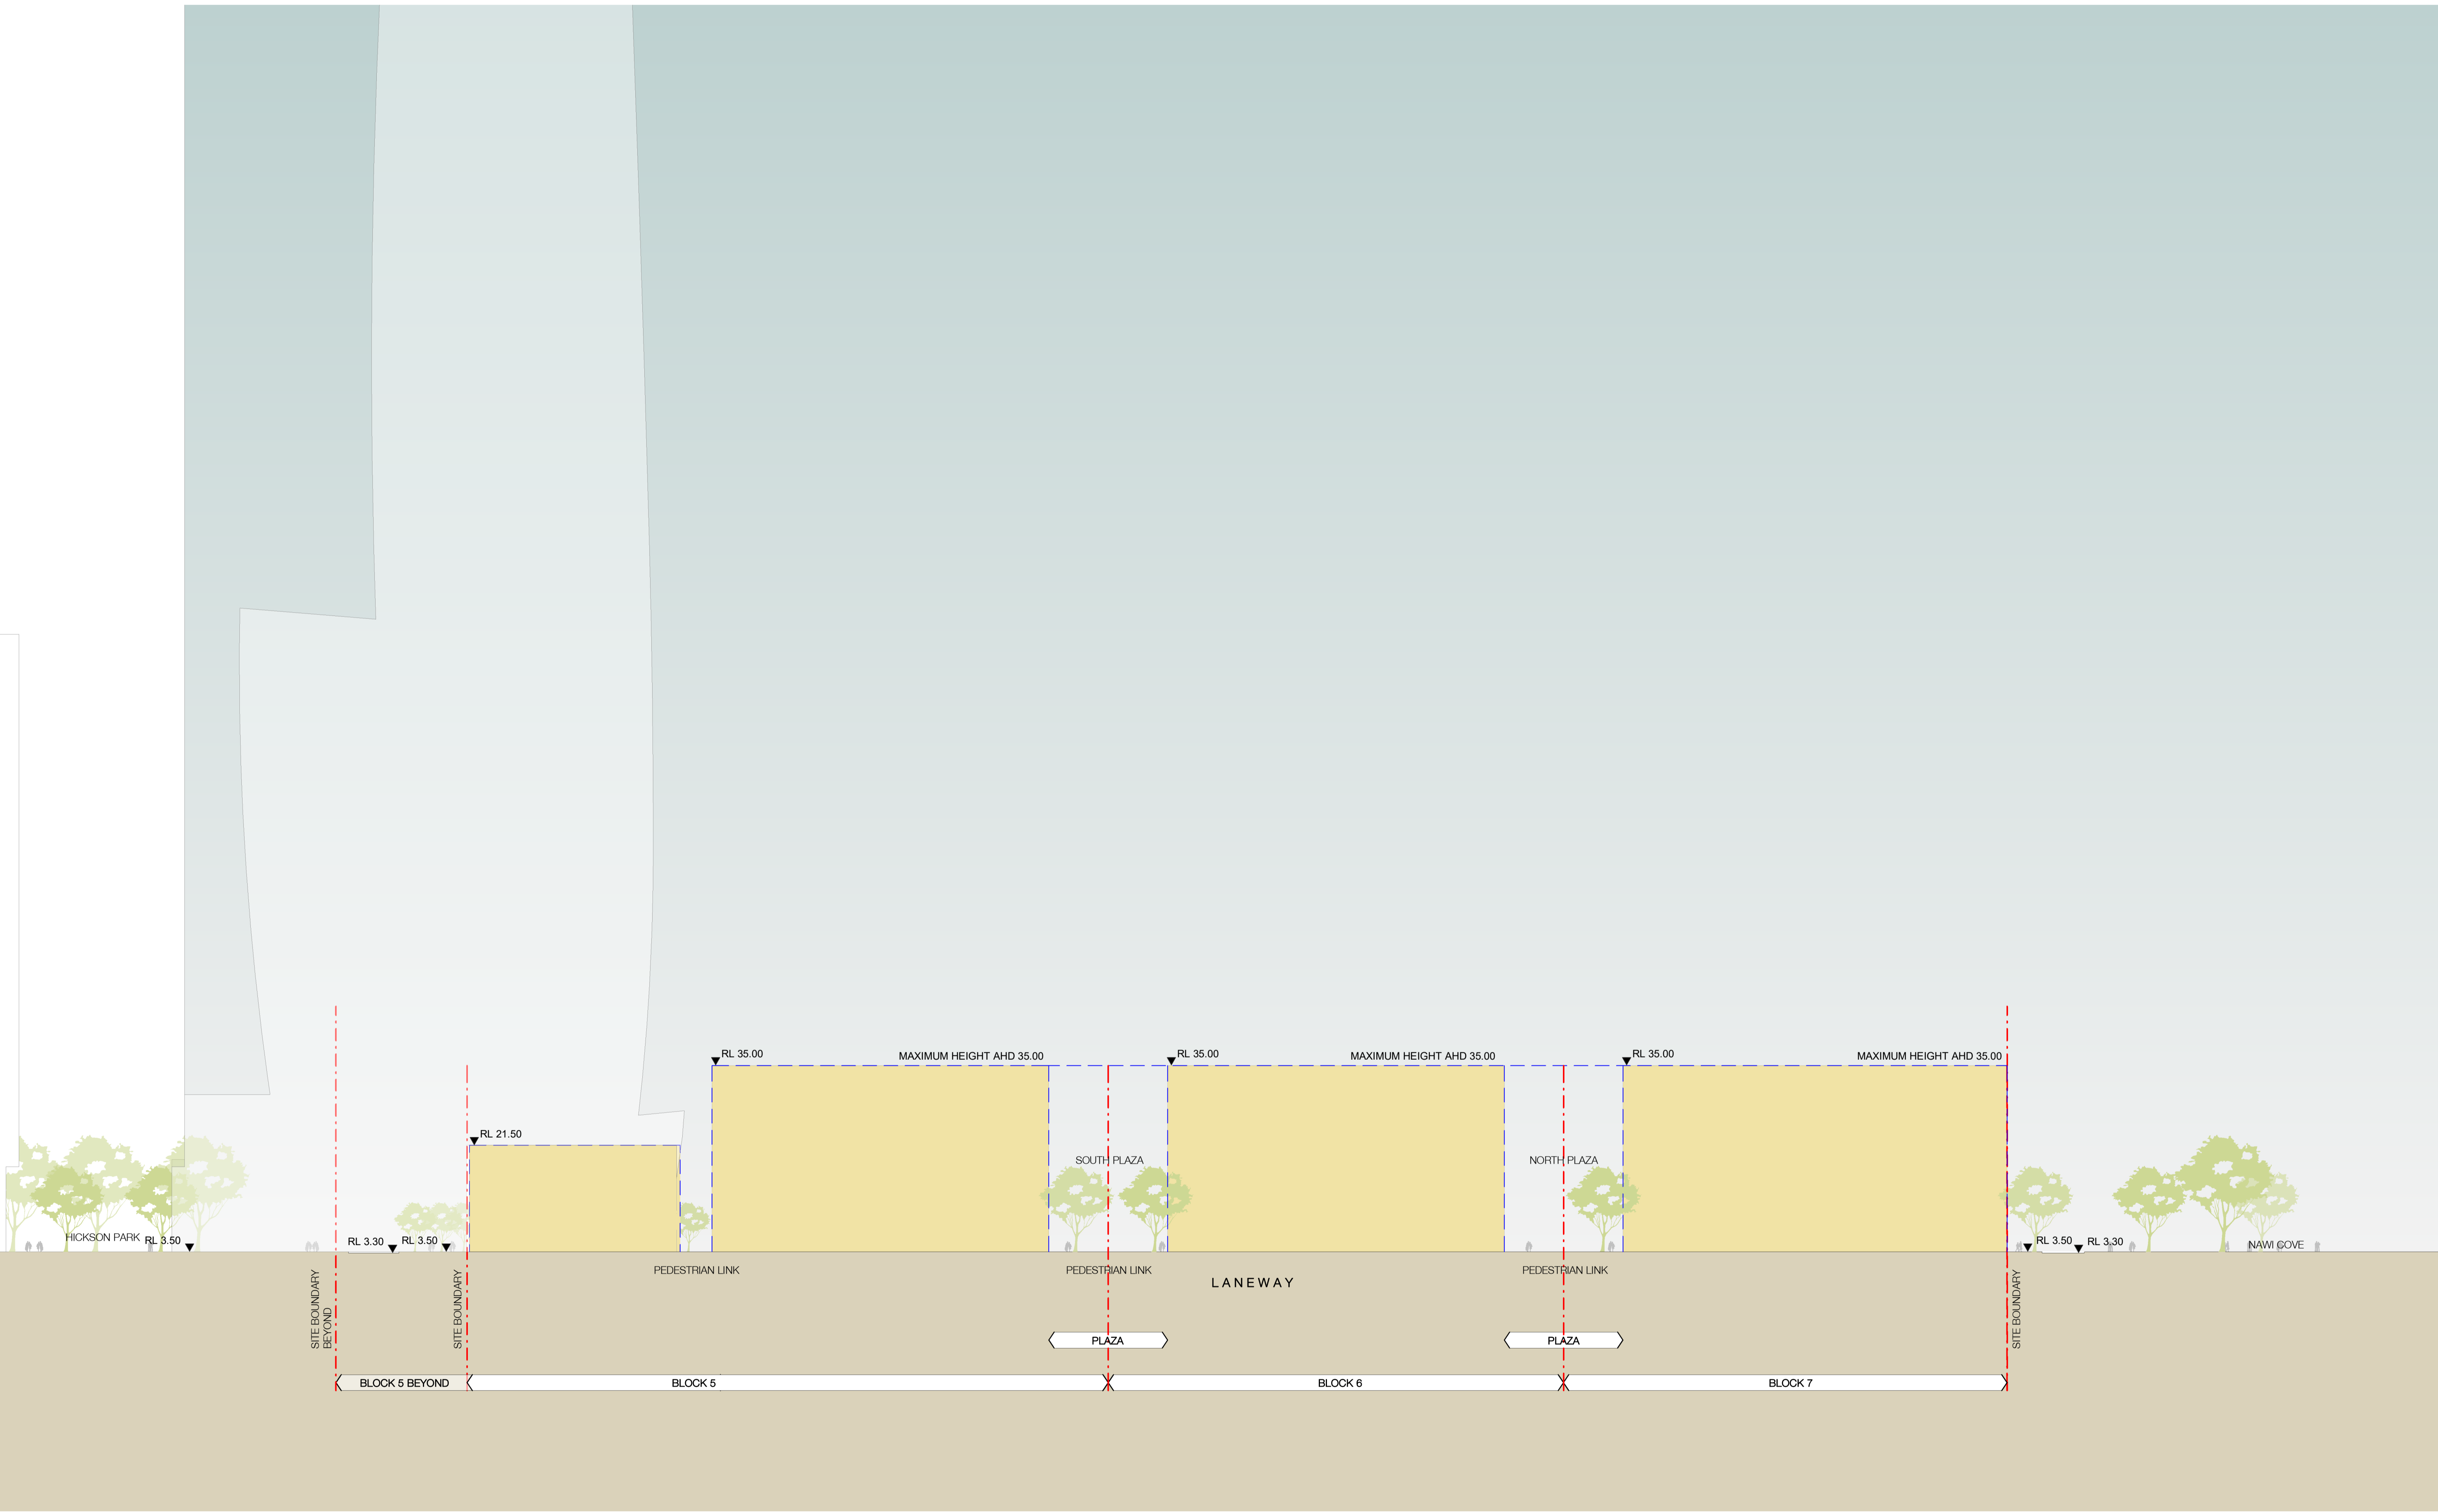 RL 35.00
MAXIMUM HEIGHT AHD 35.00
RL 35.00
MAXIMUM HEIGHT AHD 35.00
RL 35.00
MAXIMUM HEIGHT AHD 35.00
RL 21.50
SOUTH PLAZA
NORTH PLAZA
HICKSON PARK
RL 3.50
RL 3.30
RL 3.50
RL 3.50
RL 3.30
NAWI COVE
PEDESTRIAN LINK
PEDESTRIAN LINK
PEDESTRIAN LINK
LANEWAY
SITE BOUNDARY
BEYOND
SITE BOUNDARY
SITE BOUNDARY
PLAZA
PLAZA
BLOCK 5 BEYOND
BLOCK 5
BLOCK 6
BLOCK 7